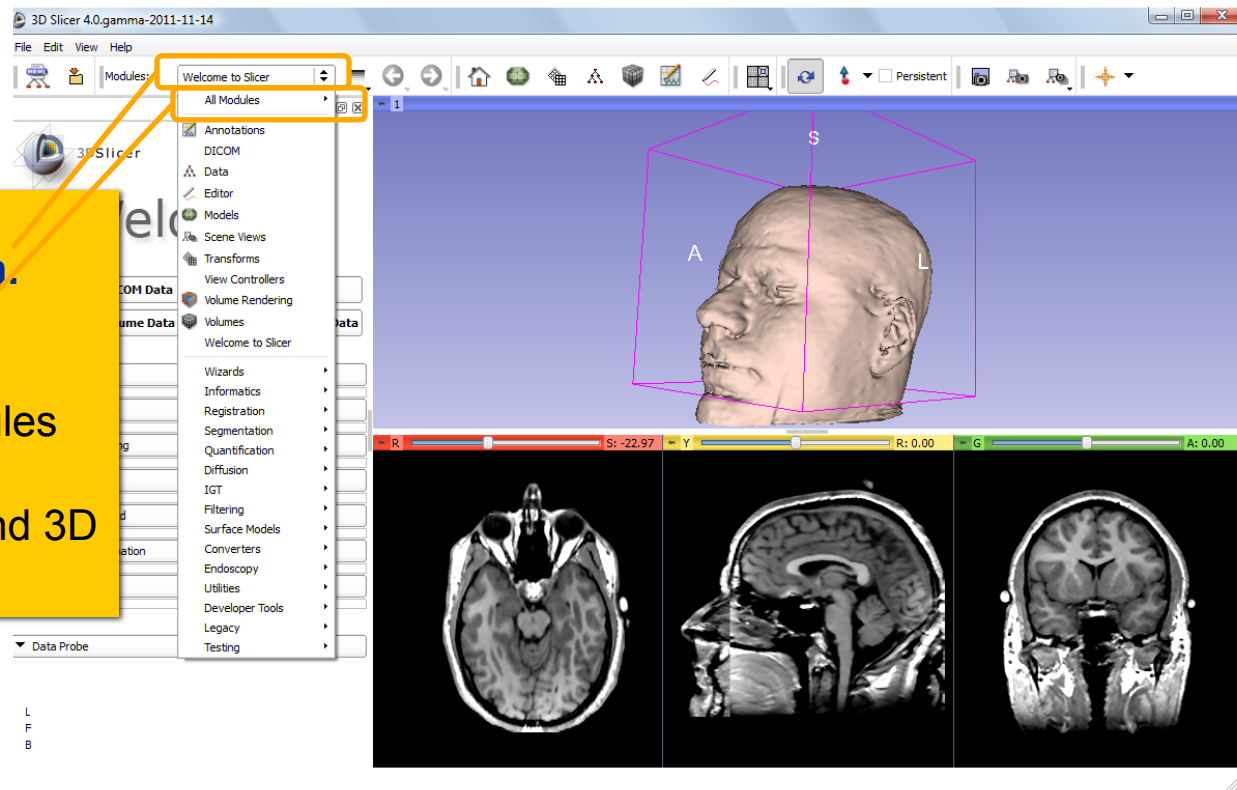 3D Slicer 4.0.gamma-2011-11-14
File Edit View Help
Modules: Welcome to Slicer
Persistent
All Modules
1
Annotations
DICOM
Data
Editor
Models
Scene Views
Transforms
View Controllers
Volume Rendering
Volumes
Welcome to Slicer
Wizards
Informatics
Registration
Segmentation
Quantification
Diffusion
IGT
Filtering
Surface Models
Converters
Endoscopy
Utilities
Developer Tools
Legacy
Testing
3DSlicer
Data
Data
Data
nd 3D
Data Probe
L
F
B
S
A
L
R S: -22.97 Y R: 0.00 G A: 0.00